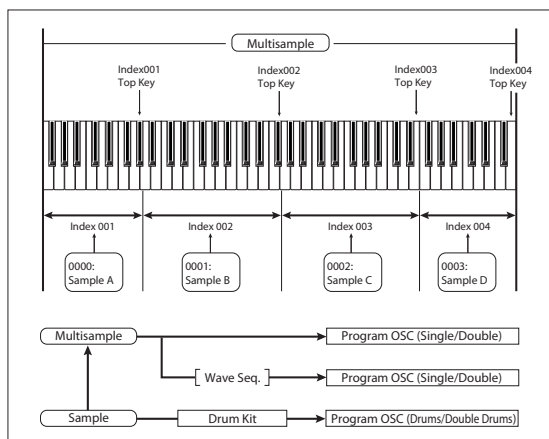 Multisample
Index001
Top Key
Index002
Top Key
Index003
Top Key
Index004
Top Key
Index 001
Index 002
Index 003
Index 004
0000:
Sample A
0001:
Sample B
0002:
Sample C
0003:
Sample D
Multisample
Program OSC (Single/Double)
Wave Seq.
Program OSC (Single/Double)
Sample
Drum Kit
Program OSC (Drums/Double Drums)